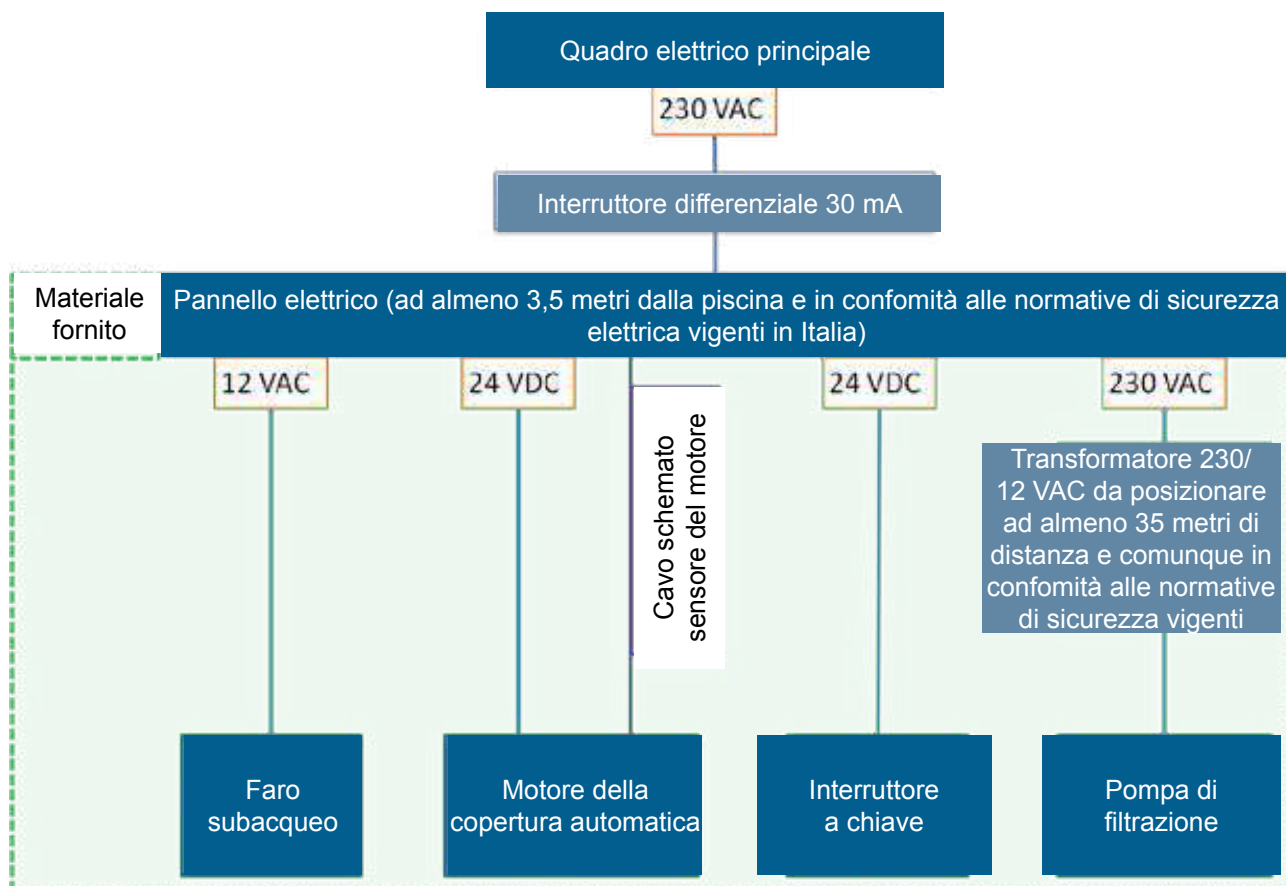 Quadro elettrico principale
230 VAC
Interruttore differenziale 30 mA
Materiale
fornito
Pannello elettrico (ad almeno 3,5 metri dalla piscina e in confomità alle normative di sicurezza
elettrica vigenti in Italia)
12 VAC
24 VDC
24 VDC
230 VAC
Cavo schemato
sensore del motore
Transformatore 230/
12 VAC da posizionare
ad almeno 35 metri di
distanza e comunque in
confomità alle normative
di sicurezza vigenti
Faro
subacqueo
Motore della
copertura automatica
Interruttore
a chiave
Pompa di
filtrazione